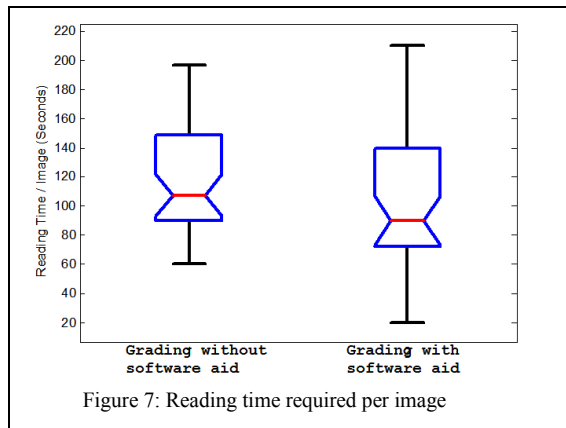 220
200
180
160
140
120
100
80
60
40
20
Reading Time / Image (Seconds)
Grading without
software aid
Grading with
software aid
Figure 7: Reading time required per image